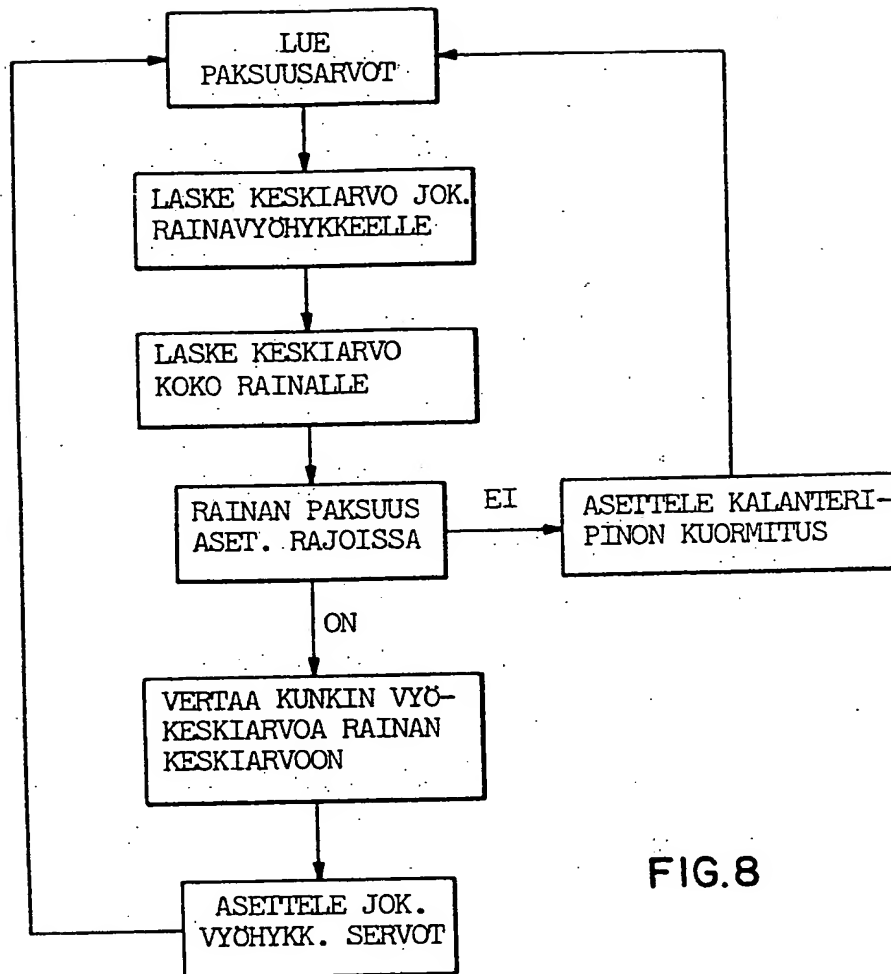 LUE
PAKSUUSARVOT
LASKE KESKIARVO JOK.
RAINAVYÖHYKKEELLE
LASKE KESKIARVO
KOKO RAINALLE
RAINAN PAKSUUS
ASET. RAJOISSA
EI
ASETTELE KALANTERI-
PINON KUORMITUS
ON
VERTAA KUNKIN VYÖ-
KESKIARVOA RAINAN
KESKIARVOON
ASETTELE JOK.
VYÖHYKK. SERVOT
FIG.8